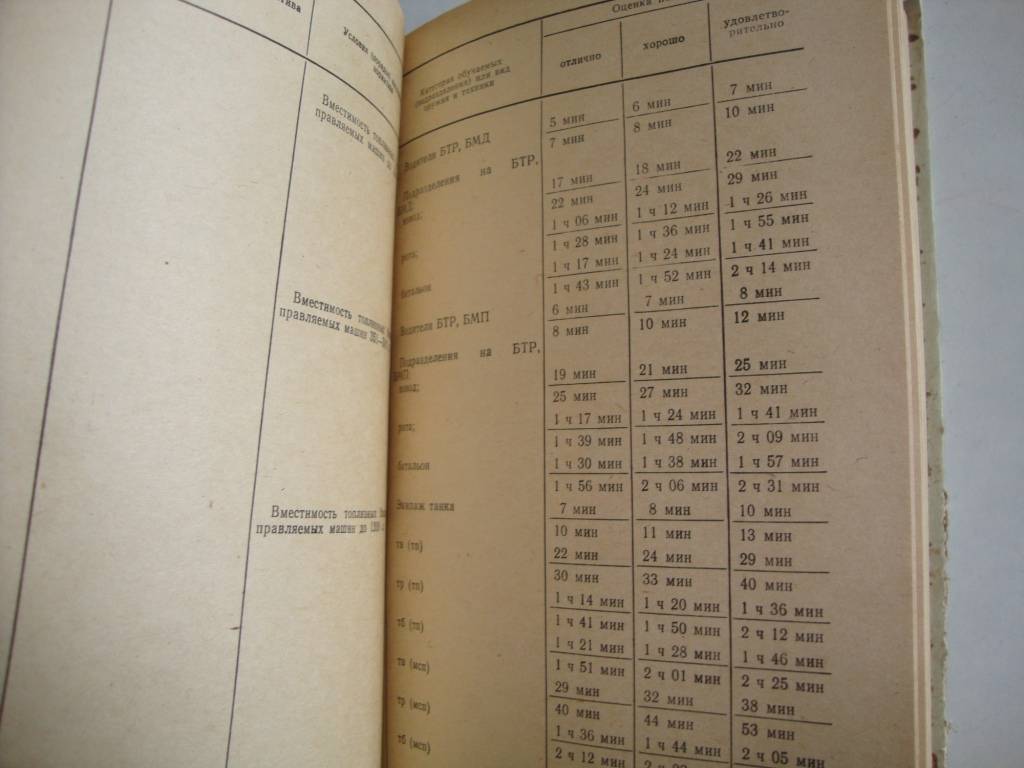 тива
Условия (порядок)
Вместимость топливных
правляемых машин до
Вместимость топливных
правляемых машин
Вместимость топливных
правляемых машин до 1200
Оценка
Категория обучаемых
(подразделения) или вид
оружия и техники
отлично
хорошо
удовлетво-
рительно
Водители БТР, БМД
5 мин 6 мин 7 мин
7 мин 8 мин 10 мин
Подразделения на БТР,
взвод;
17 мин 18 мин 22 мин
22 мин 24 мин 29 мин
рота;
1 ч 06 мин 1 ч 12 мин 1 ч 26 мин
1 ч 28 мин 1 ч 36 мин 1 ч 55 мин
батальон
1 ч 17 мин 1 ч 24 мин 1 ч 41 мин
1 ч 43 мин 1 ч 52 мин 2 ч 14 мин
Водители БТР, БМП
6 мин 7 мин 8 мин
8 мин 10 мин 12 мин
Подразделения на БТР,
БМП
взвод;
19 мин 21 мин 25 мин
25 мин 27 мин 32 мин
рота;
1 ч 17 мин 1 ч 24 мин 1 ч 41 мин
1 ч 39 мин 1 ч 48 мин 2 ч 09 мин
батальон
1 ч 30 мин 1 ч 38 мин 1 ч 57 мин
1 ч 56 мин 2 ч 06 мин 2 ч 31 мин
Экипаж танка
7 мин 8 мин 10 мин
10 мин 11 мин 13 мин
тв (тп)
22 мин 24 мин 29 мин
30 мин 33 мин 40 мин
тр (тп)
1 ч 14 мин 1 ч 20 мин 1 ч 36 мин
1 ч 41 мин 1 ч 50 мин 2 ч 12 мин
тб (тп)
1 ч 21 мин 1 ч 28 мин 1 ч 46 мин
1 ч 51 мин 2 ч 01 мин 2 ч 25 мин
тв (мсп)
29 мин 32 мин 38 мин
40 мин 44 мин 53 мин
тр (мсп)
1 ч 36 мин 1 ч 44 мин 2 ч 05 мин
2 ч 12 мин
тб (мсп)